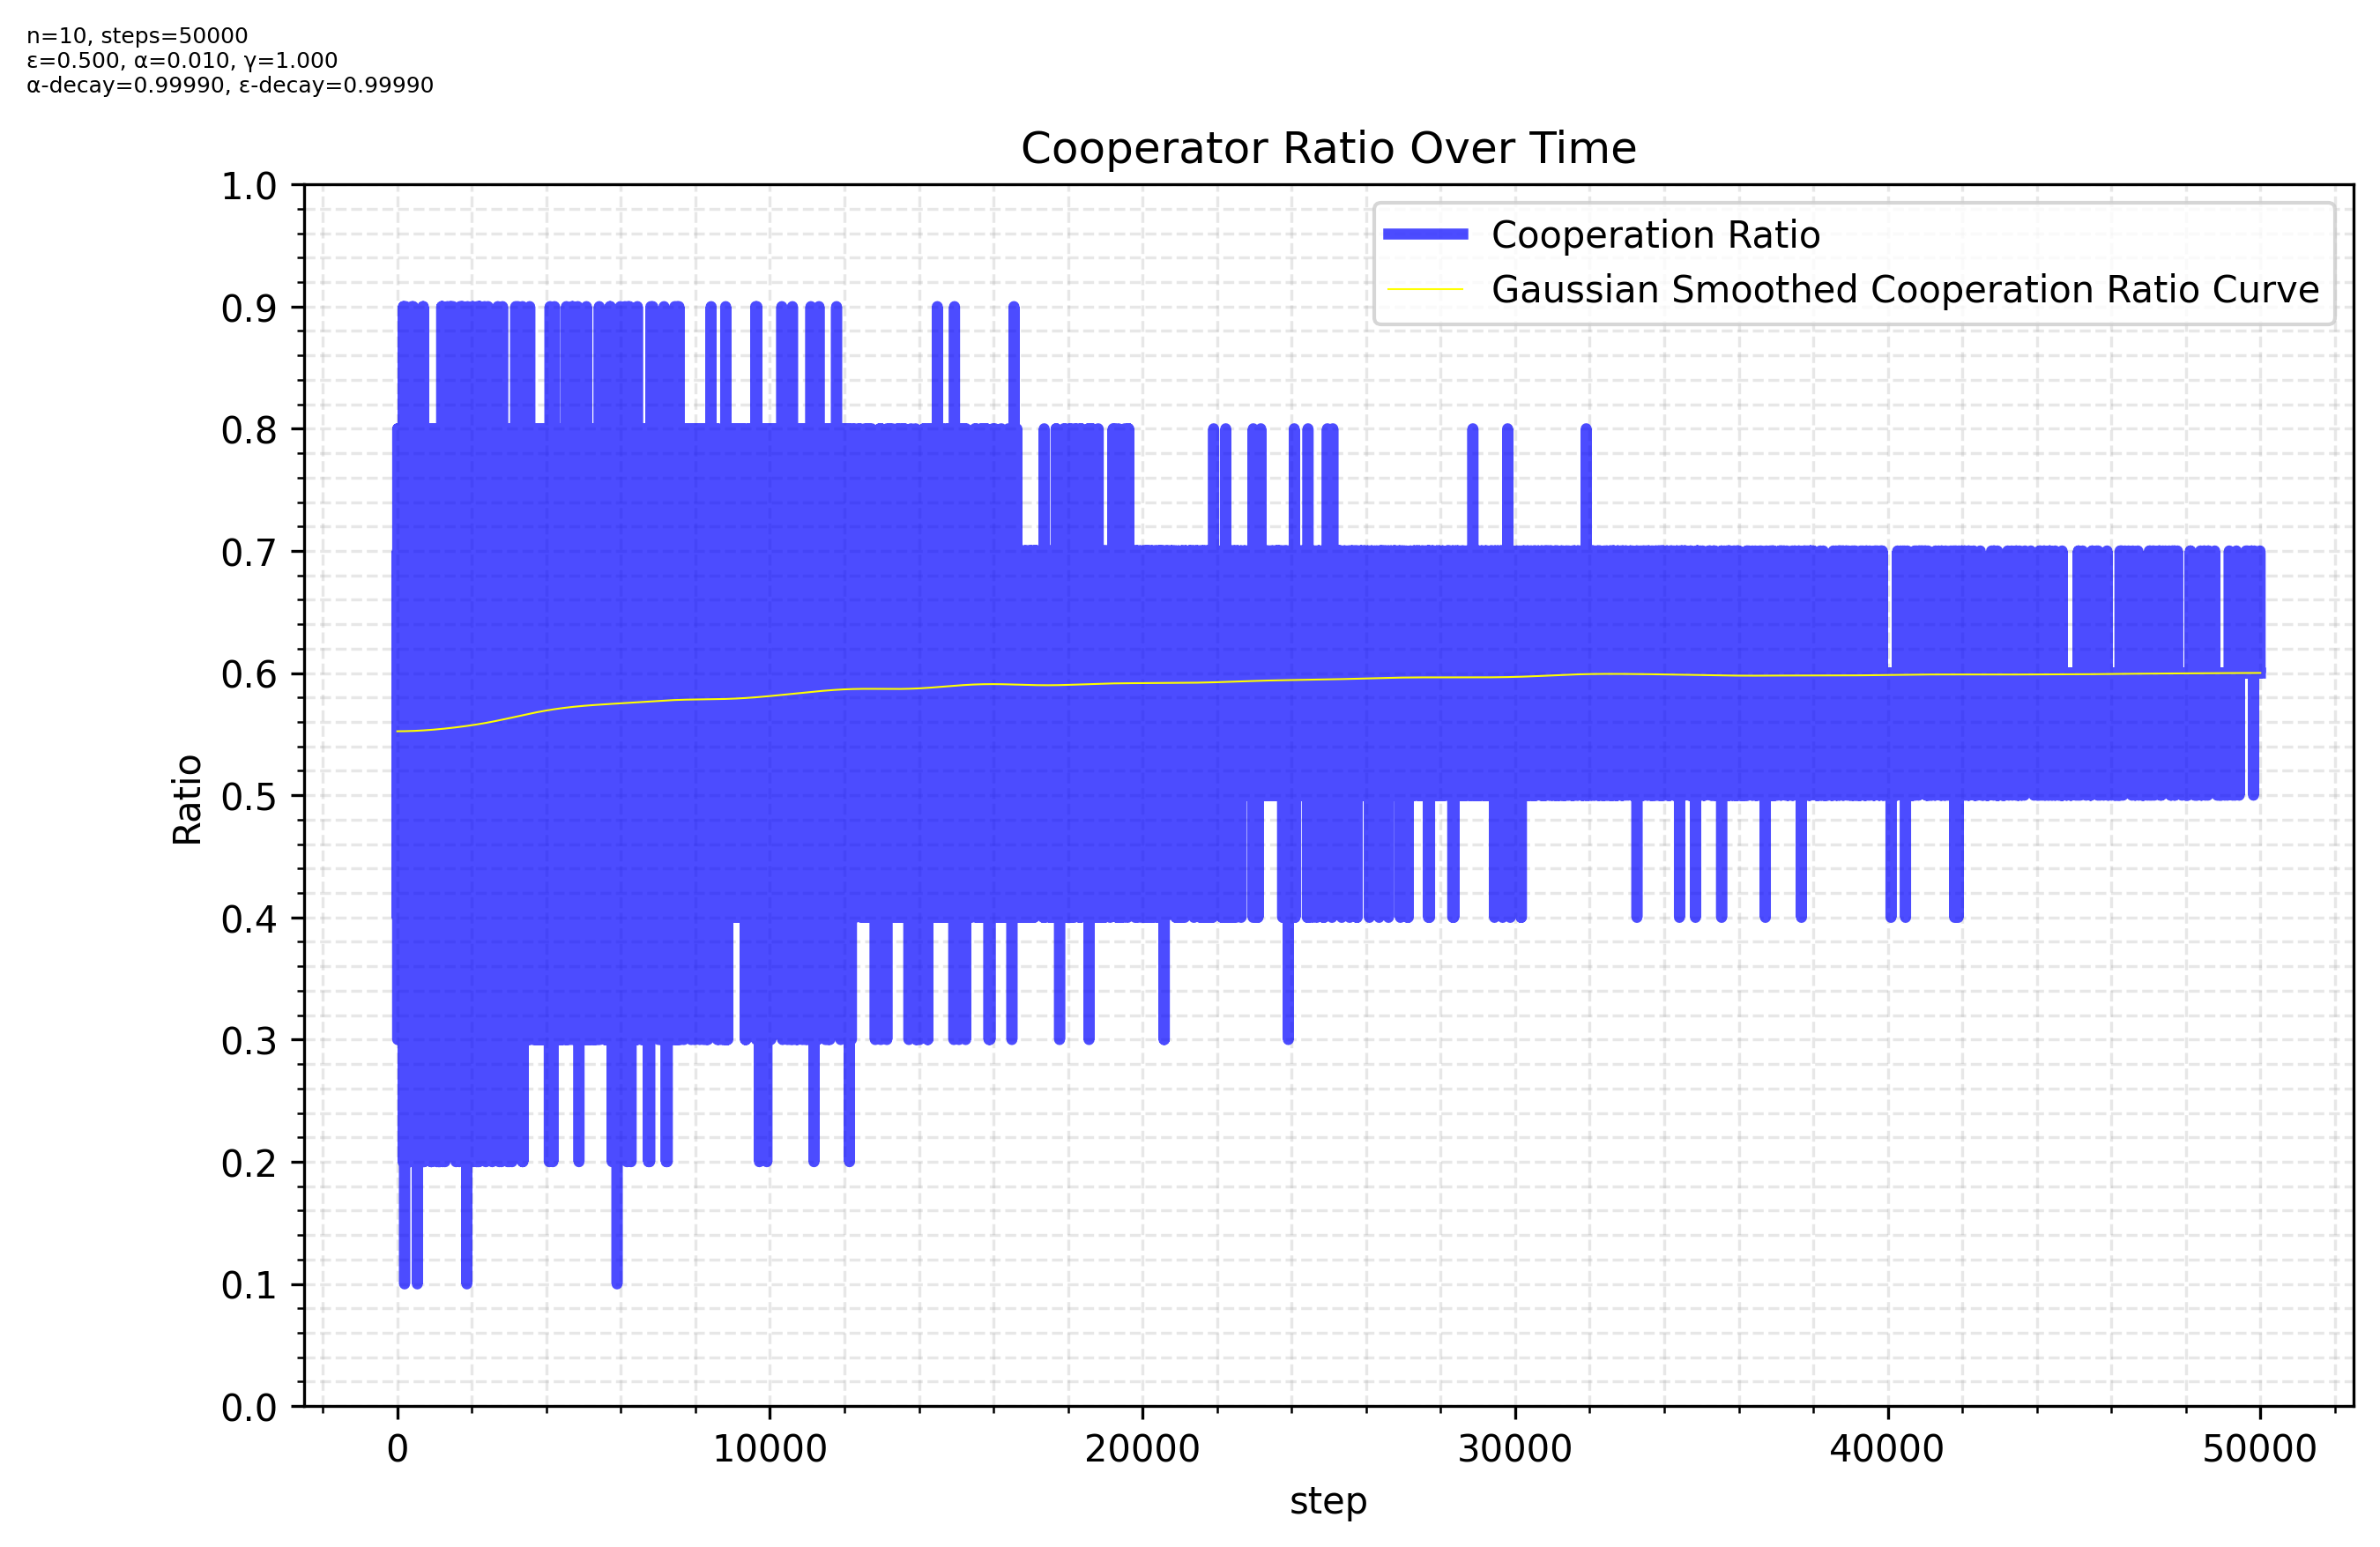 n=10, steps=50000
ε=0.500, α=0.010, γ=1.000
α-decay=0.99990, ε-decay=0.99990
Cooperator Ratio Over Time
Cooperation Ratio
Gaussian Smoothed Cooperation Ratio Curve
Ratio
1.0
0.9
0.8
0.7
0.6
0.5
0.4
0.3
0.2
0.1
0.0
0 10000 20000 30000 40000 50000
step